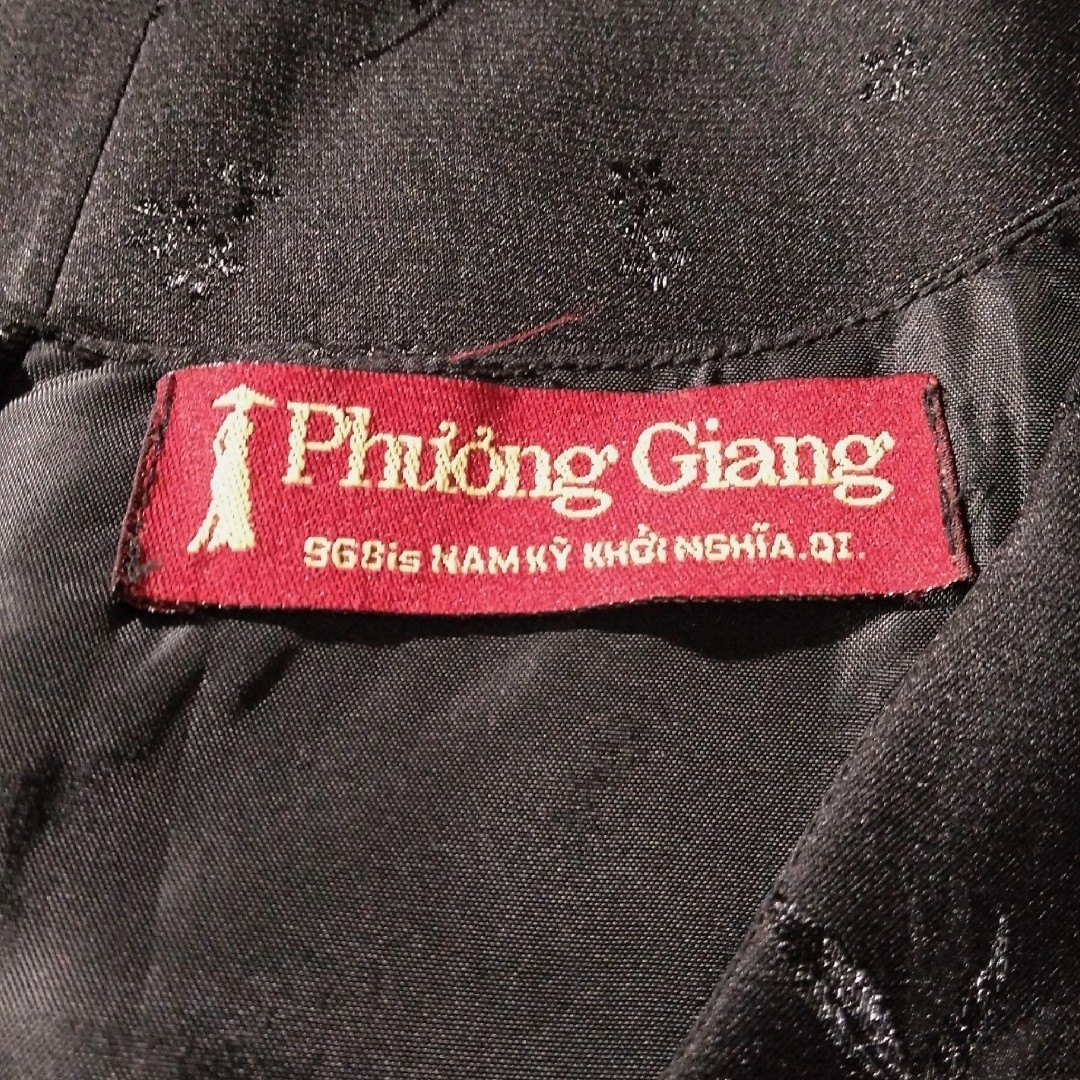 Phương Giang
96Bis NAM KỲ KHỞI NGHĨA.QI.